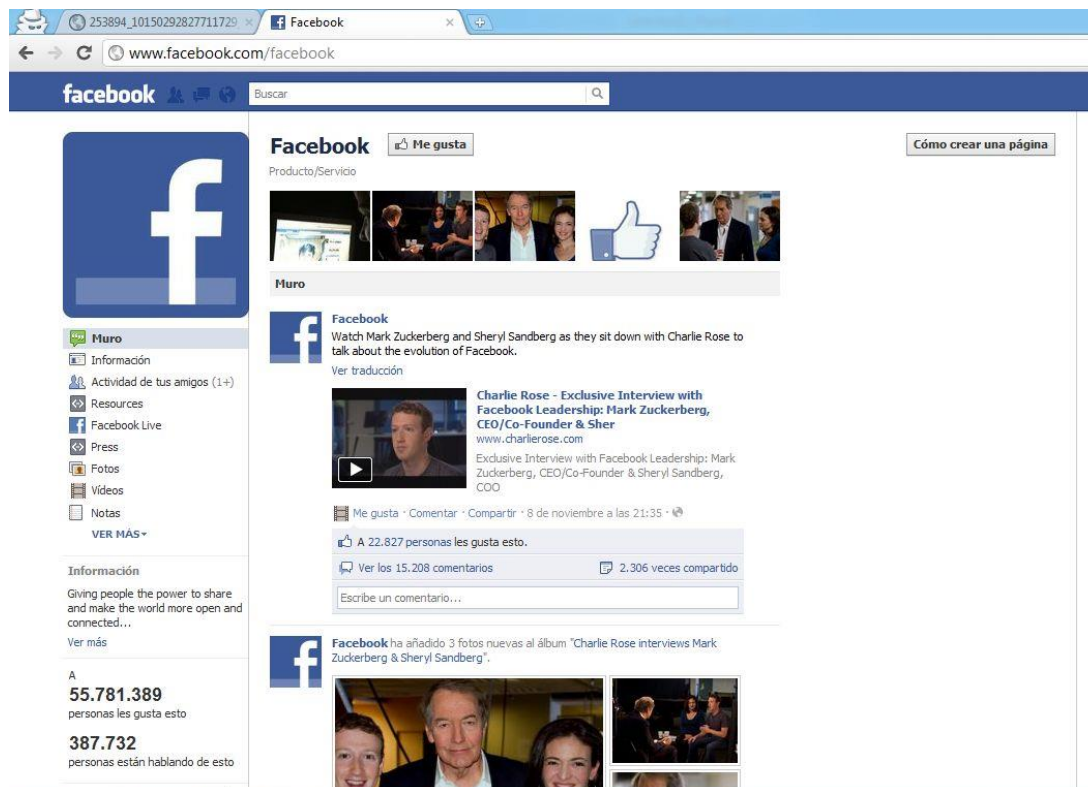 253894_10150292827711729_
Facebook
www.facebook.com/facebook
facebook
Buscar
Facebook
Me gusta
Cómo crear una página
Producto/Servicio
Muro
Muro
Información
Actividad de tus amigos (1+)
Resources
Facebook Live
Press
Fotos
Vídeos
Notas
VER MÁS
Información
Giving people the power to share
and make the world more open and
connected...
Ver más
A
55.781.389
personas les gusta esto
387.732
personas están hablando de esto
Facebook
Watch Mark Zuckerberg and Sheryl Sandberg as they sit down with Charlie Rose to
talk about the evolution of Facebook.
Ver traducción
Charlie Rose - Exclusive Interview with
Facebook Leadership: Mark Zuckerberg,
CEO/Co-Founder & Sher
www.charlierose.com
Exclusive Interview with Facebook Leadership: Mark
Zuckerberg, CEO/Co-Founder & Sheryl Sandberg,
COO
Me gusta · Comentar · Compartir · 8 de noviembre a las 21:35 ·
A 22.827 personas les gusta esto.
Ver los 15.208 comentarios
2.306 veces compartido
Escribe un comentario...
Facebook ha añadido 3 fotos nuevas al álbum "Charlie Rose interviews Mark
Zuckerberg & Sheryl Sandberg".